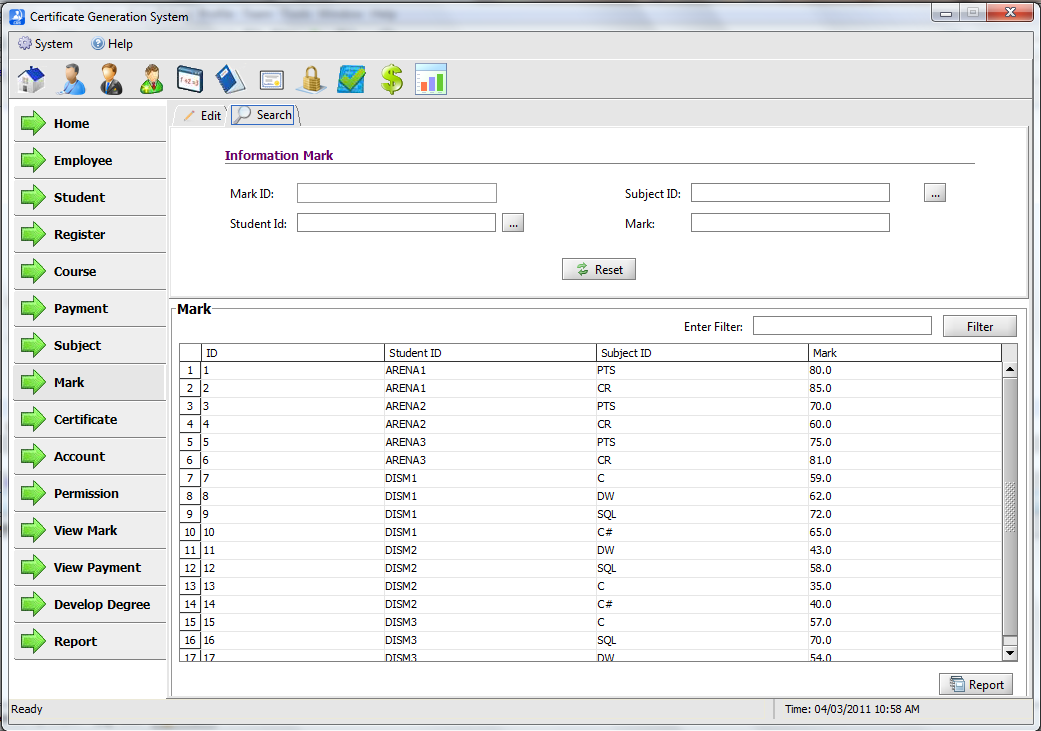 Certificate Generation System
System Help
Edit Search
Home
Employee
Student
Register
Course
Payment
Subject
Mark
Certificate
Account
Permission
View Mark
View Payment
Develop Degree
Report
Information Mark
Mark ID: Subject ID: ...
Student Id: ... Mark:
Reset
Mark
Enter Filter: Filter
ID Student ID Subject ID Mark
1 1 ARENA1 PTS 80.0
2 2 ARENA1 CR 85.0
3 3 ARENA2 PTS 70.0
4 4 ARENA2 CR 60.0
5 5 ARENA3 PTS 75.0
6 6 ARENA3 CR 81.0
7 7 DISM1 C 59.0
8 8 DISM1 DW 62.0
9 9 DISM1 SQL 72.0
10 10 DISM1 C# 65.0
11 11 DISM2 DW 43.0
12 12 DISM2 SQL 58.0
13 13 DISM2 C 35.0
14 14 DISM2 C# 40.0
15 15 DISM3 C 57.0
16 16 DISM3 SQL 70.0
17 17 DISM3 DW 54.0
Report
Ready Time: 04/03/2011 10:58 AM